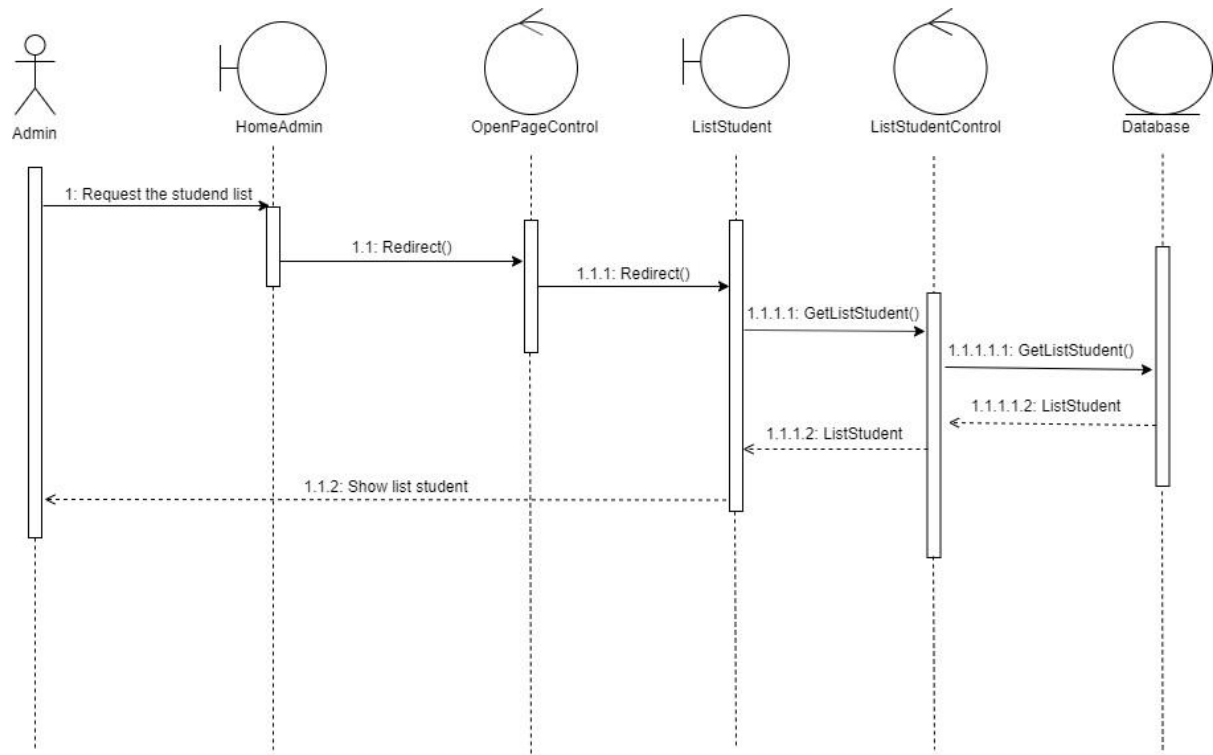 Admin
HomeAdmin
OpenPageControl
ListStudent
ListStudentControl
Database
1: Request the studend list
1.1: Redirect()
1.1.1: Redirect()
1.1.1.1: GetListStudent()
1.1.1.1.1: GetListStudent()
1.1.1.1.2: ListStudent
1.1.1.2: ListStudent
1.1.2: Show list student